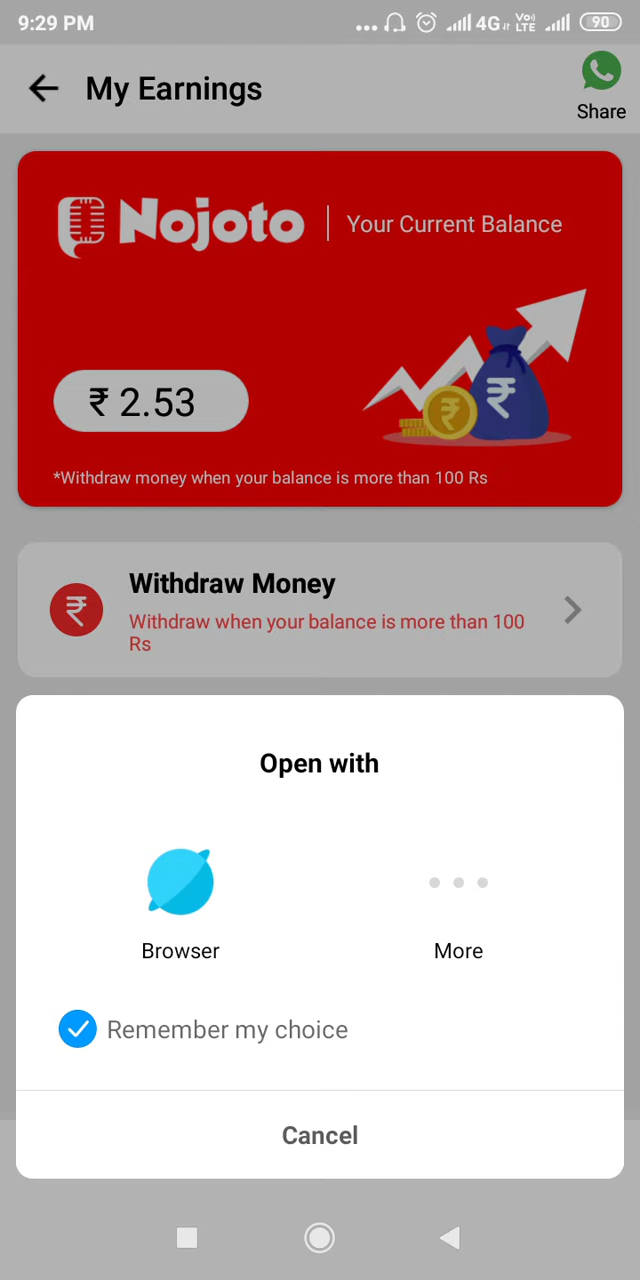 9:29 PM
4G Vo) LTE 90
My Earnings
Share
Nojoto | Your Current Balance
₹ 2.53
₹
₹
*Withdraw money when your balance is more than 100 Rs
₹
Withdraw Money
Withdraw when your balance is more than 100
Rs
Open with
Browser
More
Remember my choice
Cancel